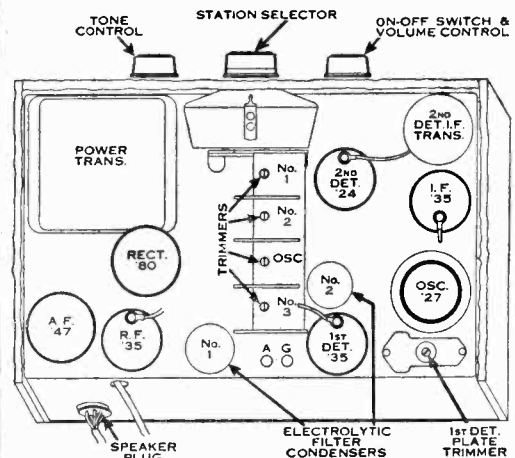 TONE
CONTROL
STATION SELECTOR
ON-OFF SWITCH &
VOLUME CONTROL
POWER
TRANS.
2ND
DET. I.F.
TRANS.
2ND
DET.
'24
I.F.
'35
TRIMMERS
No.
1
No.
2
OSC
No.
3
RECT.
'80
No.
2
OSC.
'27
A.F.
'47
R.F.
'35
No.
1
A G
1ST
DET.
'35
SPEAKER
PLUG
ELECTROLYTIC
FILTER
CONDENSERS
1ST DET.
PLATE
TRIMMER